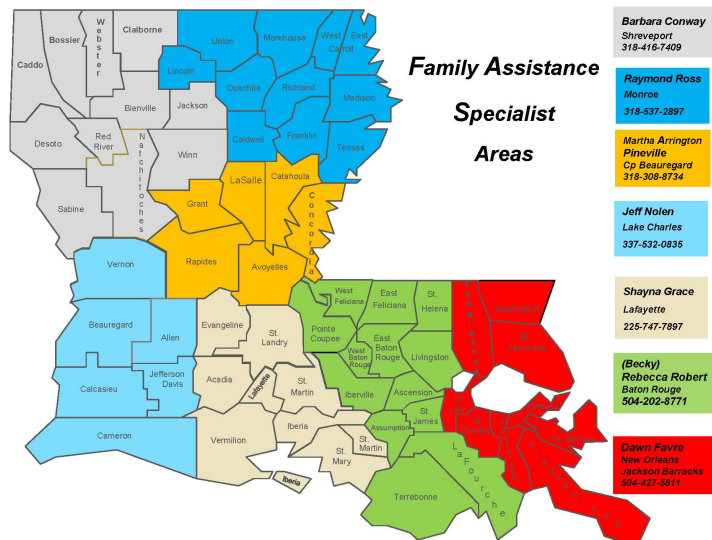 Family Assistance
Specialist
Areas
Barbara Conway
Shreveport
318-416-7409
Raymond Ross
Monroe
318-537-2897
Martha Arrington
Pineville
Cp Beauregard
318-308-8734
Jeff Nolen
Lake Charles
337-532-0835
Shayna Grace
Lafayette
225-747-7897
(Becky)
Rebecca Robert
Baton Rouge
504-202-8771
Dawn Favre
New Orleans
Jackson Barracks
504-427-5811
Caddo
Bossier
Webster
Claiborne
Union
Morehouse
West
Carroll
East
Lincoln
Ouachita
Richland
Madison
Bienville
Jackson
Caldwell
Franklin
Tensas
Desoto
Red
River
Natchitoches
Winn
Sabine
Grant
LaSalle
Catahoula
Concordia
Rapides
Avoyelles
Vernon
Beauregard
Allen
Calcasieu
Jefferson
Davis
Cameron
Evangeline
St.
Landry
Acadia
Lafayette
St.
Martin
Vermilion
Iberia
St.
Mary
St.
Martin
Iberia
Pointe
Coupee
West
Feliciana
East
Feliciana
St.
Helena
West
Baton
Rouge
East
Baton
Rouge
Livingston
Iberville
Ascension
Assumption
St.
James
LaFourche
Terrebonne
Washington